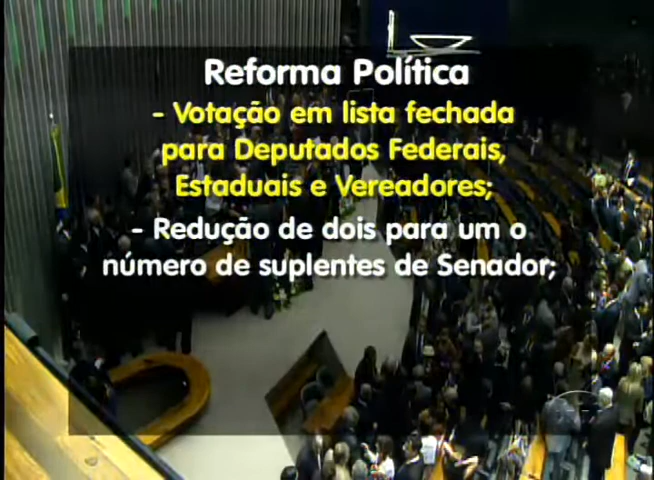 Reforma Política
- Votação em lista fechada
para Deputados Federais,
Estaduais e Vereadores;
- Redução de dois, para um o
número de suplentes de Senador;